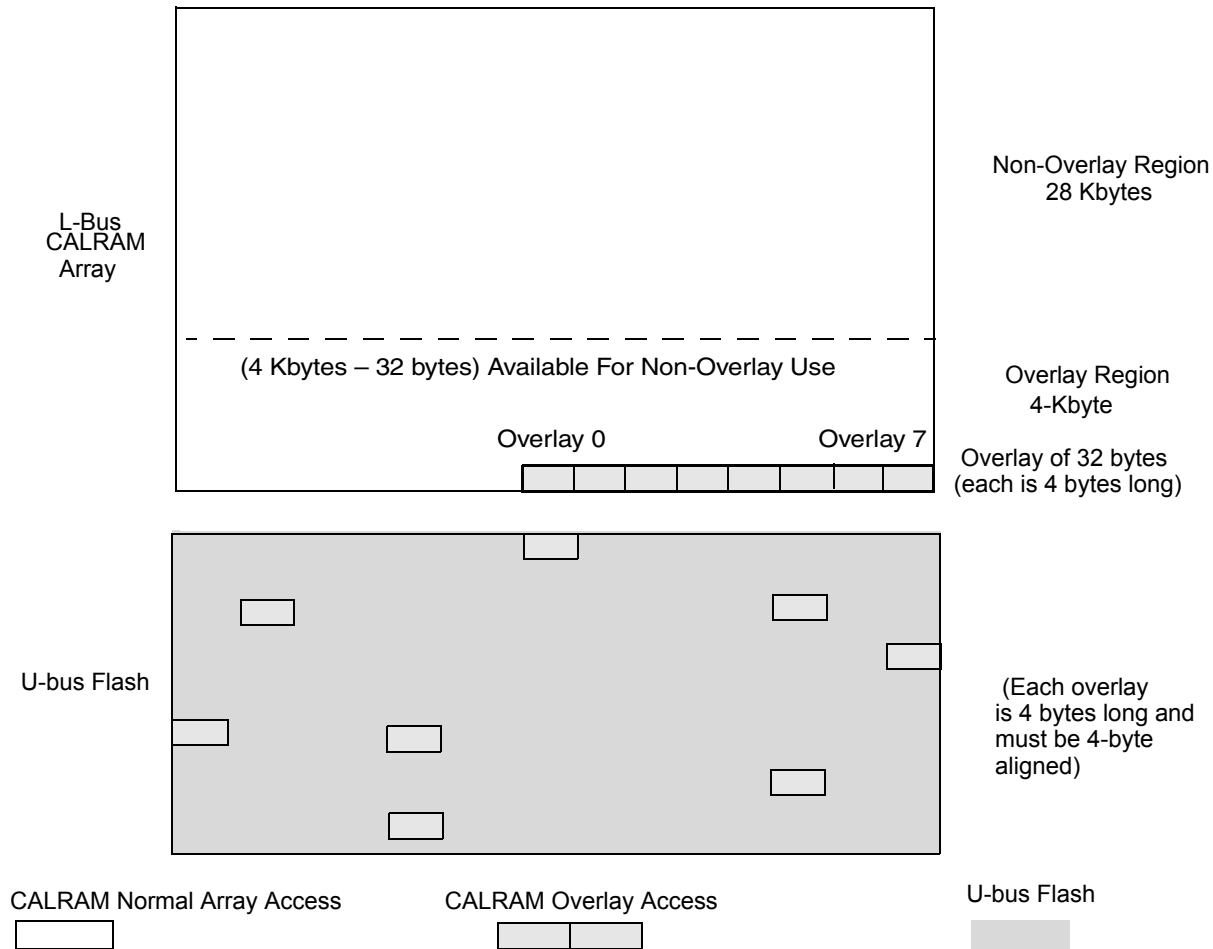 Non-Overlay Region
28 Kbytes
L-Bus
CALRAM
Array
(4 Kbytes – 32 bytes) Available For Non-Overlay Use
Overlay Region
4-Kbyte
Overlay 0
Overlay 7
Overlay of 32 bytes
(each is 4 bytes long)
U-bus Flash
(Each overlay
is 4 bytes long and
must be 4-byte
aligned)
CALRAM Normal Array Access
CALRAM Overlay Access
U-bus Flash